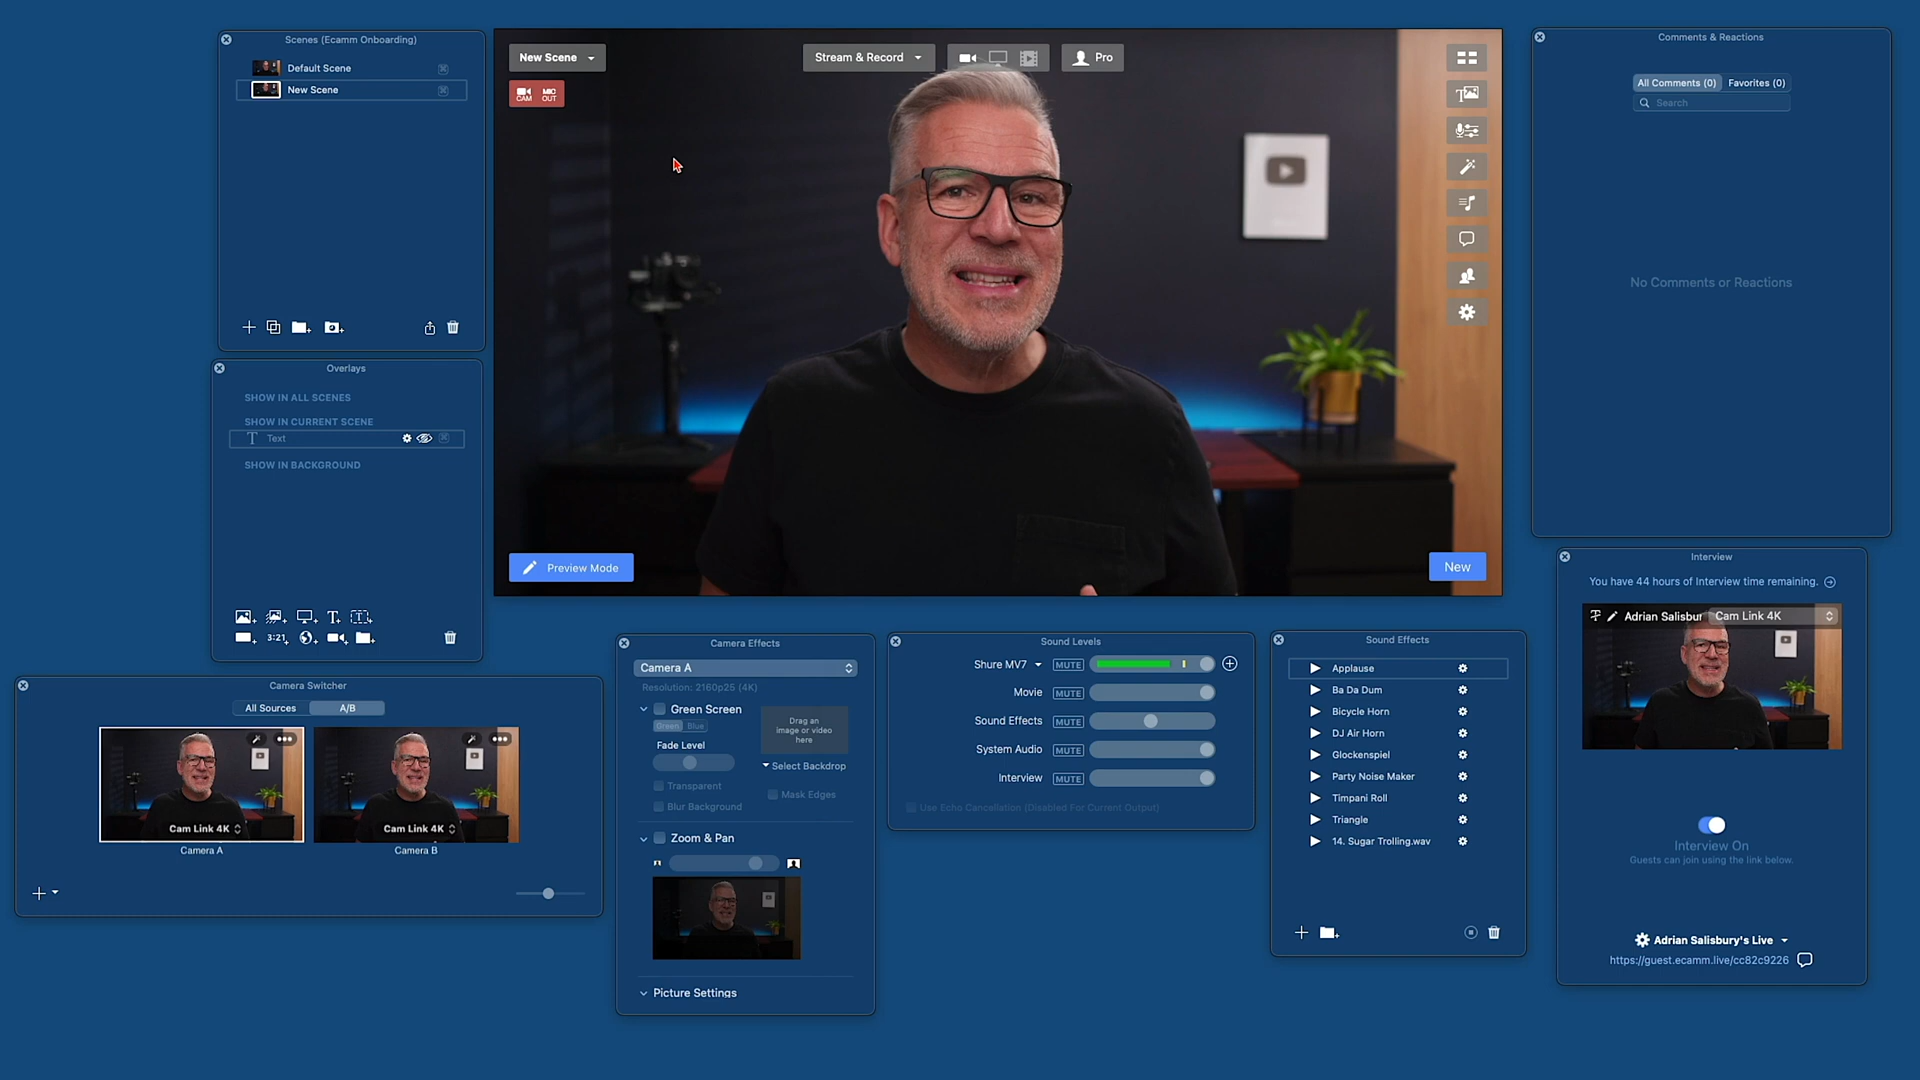 Scenes (Ecamm Onboarding)
Default Scene
New Scene
Overlays
SHOW IN ALL SCENES
SHOW IN CURRENT SCENE
Text
SHOW IN BACKGROUND
3:21
New Scene
Stream & Record
Pro
CAM
MIC OUT
Preview Mode
New
Comments & Reactions
All Comments (0)
Favorites (0)
Search
No Comments or Reactions
Interview
You have 44 hours of Interview time remaining.
Adrian Salisbur
Cam Link 4K
Interview On
Guests can join using the link below.
Adrian Salisbury's Live
https://guest.ecamm.live/cc82c9226
Camera Switcher
All Sources
A/B
Cam Link 4K
Cam Link 4K
Camera A
Camera B
Camera Effects
Camera A
Resolution: 2160p25 (4K)
Green Screen
Green
Blue
Fade Level
Transparent
Blur Background
Drag an
image or video
here
Select Backdrop
Mask Edges
Zoom & Pan
Picture Settings
Sound Levels
Shure MV7
MUTE
Movie
MUTE
Sound Effects
MUTE
System Audio
MUTE
Interview
MUTE
Use Echo Cancellation (Disabled For Current Output)
Sound Effects
Applause
Ba Da Dum
Bicycle Horn
DJ Air Horn
Glockenspiel
Party Noise Maker
Timpani Roll
Triangle
14. Sugar Trolling.wav